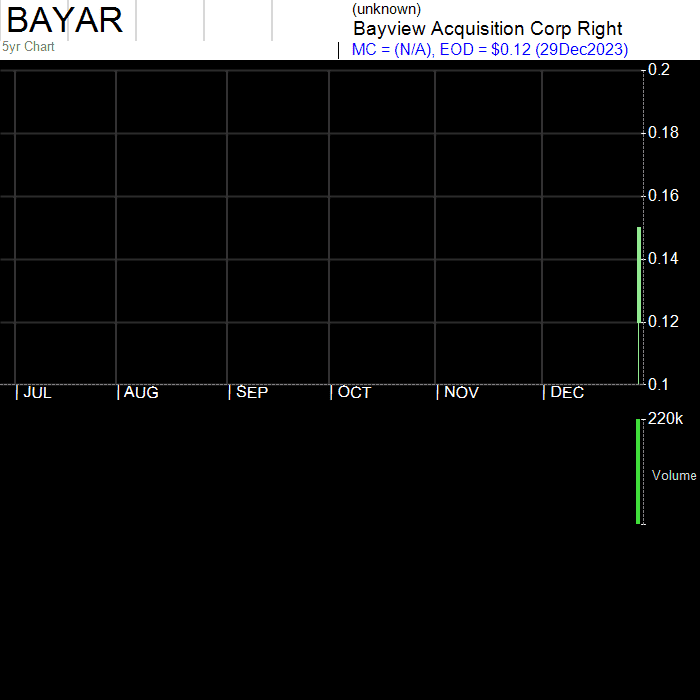 BAYAR
(unknown)
Bayview Acquisition Corp Right
5yr Chart
| MC = (N/A), EOD = $0.12 (29Dec2023)
0.2
0.18
0.16
0.14
0.12
0.1
| JUL | AUG | SEP | OCT | NOV | DEC
220k
Volume